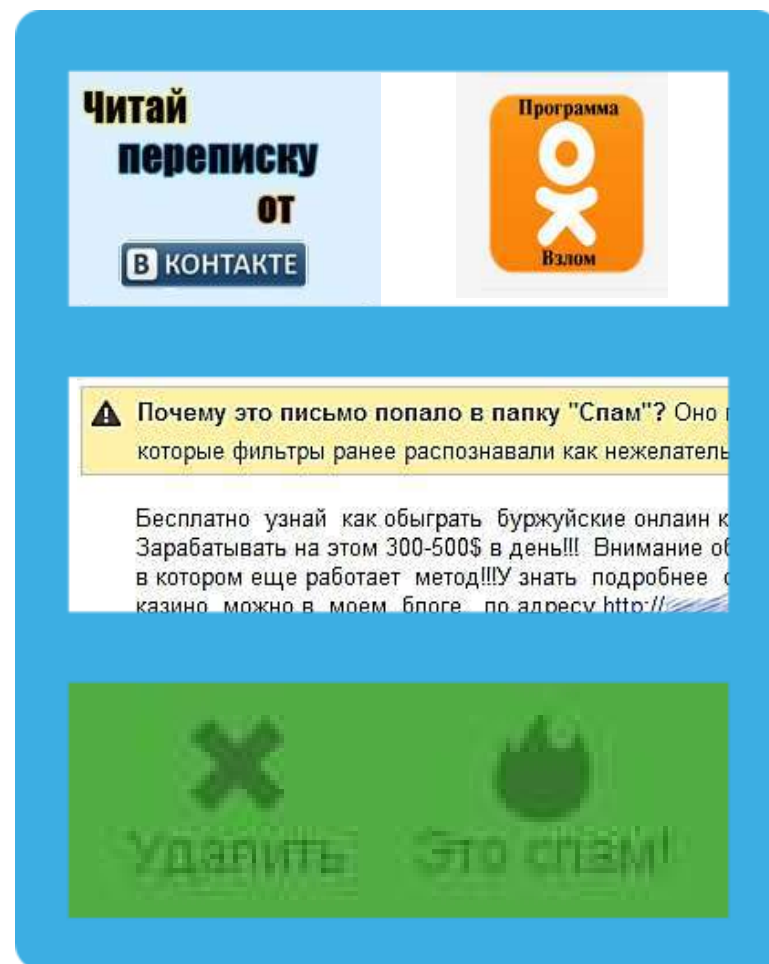 Читай
переписку
от
В КОНТАКТЕ
Программа
Взлом
Почему это письмо попало в папку "Спам"? Оно
которые фильтры ранее распознавали как нежелатель
Бесплатно узнай как обыграть буржуйские онлаин к
Зарабатывать на этом 300-500$ в день!!! Внимание об
в котором еще работает метод!!!У знать подробнее о
казино можно в моем блоге по адресу http://
Удалить Это спам!